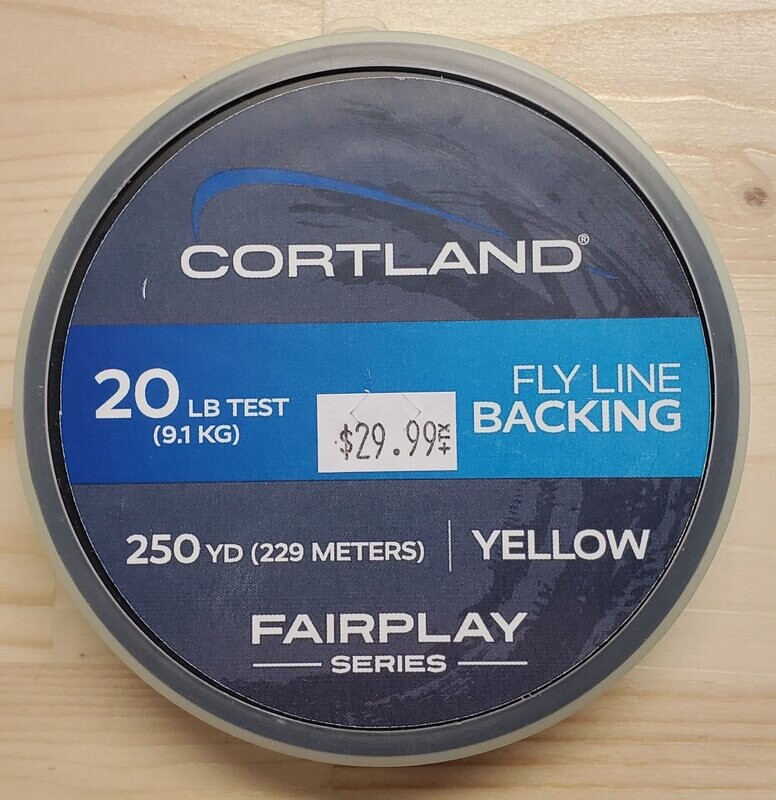 CORTLAND®
20 LB TEST
(9.1 KG)
FLY LINE
BACKING
$29.99 +TX
250 YD (229 METERS) | YELLOW
FAIRPLAY
SERIES